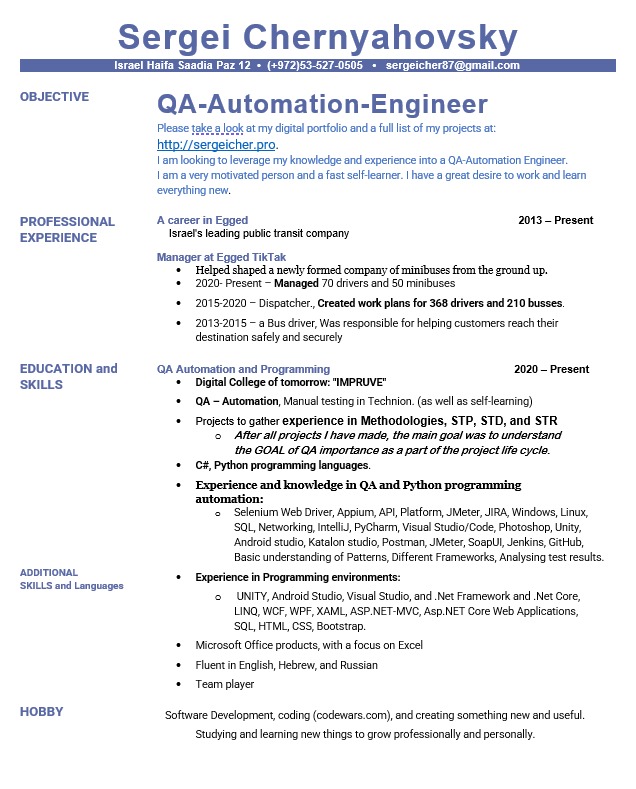 Sergei Chernyahovsky
Israel Haifa Saadia Paz 12 • (+972)53-527-0505 • sergeicher87@gmail.com
OBJECTIVE
QA-Automation-Engineer
Please take a look at my digital portfolio and a full list of my projects at:
http://sergeicher.pro.
I am looking to leverage my knowledge and experience into a QA-Automation Engineer.
I am a very motivated person and a fast self-learner. I have a great desire to work and learn
everything new.
PROFESSIONAL
EXPERIENCE
A career in Egged 2013 – Present
Israel's leading public transit company
Manager at Egged TikTak
• Helped shaped a newly formed company of minibuses from the ground up.
• 2020- Present – Managed 70 drivers and 50 minibuses
• 2015-2020 – Dispatcher., Created work plans for 368 drivers and 210 busses.
• 2013-2015 – a Bus driver, Was responsible for helping customers reach their
destination safely and securely
EDUCATION and
SKILLS
QA Automation and Programming 2020 – Present
• Digital College of tomorrow: "IMPRUVE"
• QA – Automation, Manual testing in Technion. (as well as self-learning)
• Projects to gather experience in Methodologies, STP, STD, and STR
o After all projects I have made, the main goal was to understand
the GOAL of QA importance as a part of the project life cycle.
• C#, Python programming languages.
• Experience and knowledge in QA and Python programming
automation:
o Selenium Web Driver, Appium, API, Platform, JMeter, JIRA, Windows, Linux,
SQL, Networking, IntelliJ, PyCharm, Visual Studio/Code, Photoshop, Unity,
Android studio, Katalon studio, Postman, JMeter, SoapUI, Jenkins, GitHub,
Basic understanding of Patterns, Different Frameworks, Analysing test results.
ADDITIONAL
SKILLS and Languages
• Experience in Programming environments:
o UNITY, Android Studio, Visual Studio, and .Net Framework and .Net Core,
LINQ, WCF, WPF, XAML, ASP.NET-MVC, Asp.NET Core Web Applications,
SQL, HTML, CSS, Bootstrap.
• Microsoft Office products, with a focus on Excel
• Fluent in English, Hebrew, and Russian
• Team player
HOBBY
Software Development, coding (codewars.com), and creating something new and useful.
Studying and learning new things to grow professionally and personally.